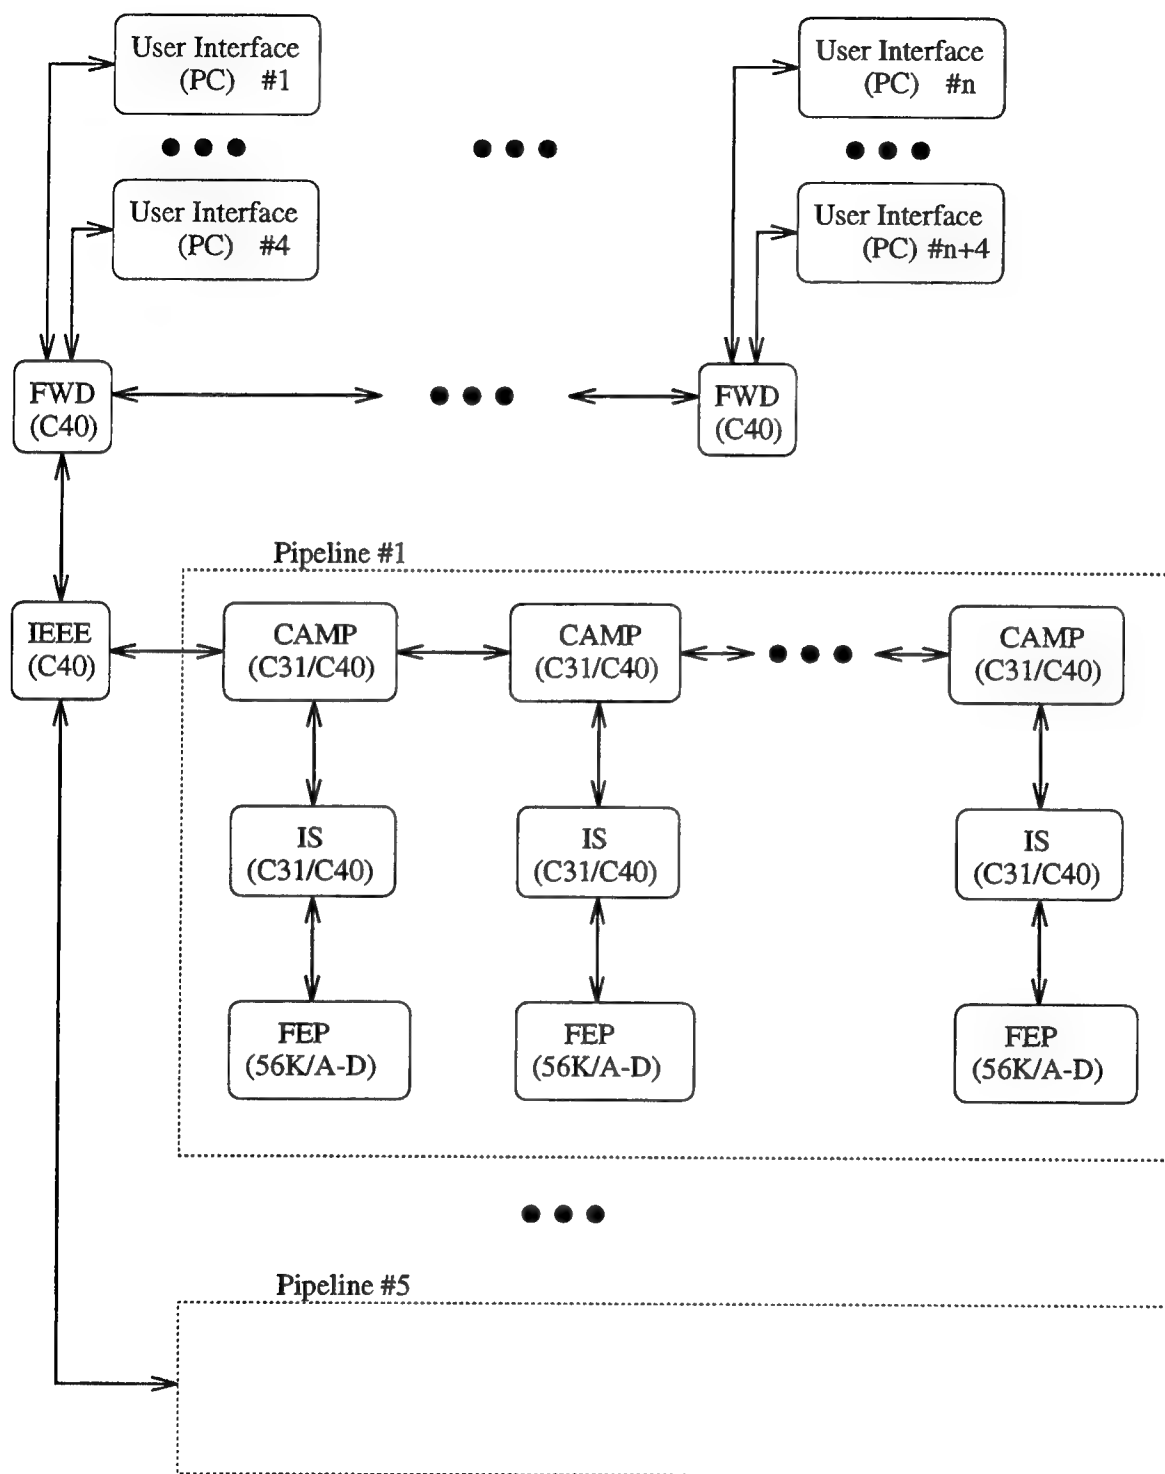 User Interface
(PC) #1
User Interface
(PC) #n
User Interface
(PC) #4
User Interface
(PC) #n+4
FWD
(C40)
FWD
(C40)
Pipeline #1
IEEE
(C40)
CAMP
(C31/C40)
CAMP
(C31/C40)
CAMP
(C31/C40)
IS
(C31/C40)
IS
(C31/C40)
IS
(C31/C40)
FEP
(56K/A-D)
FEP
(56K/A-D)
FEP
(56K/A-D)
Pipeline #5